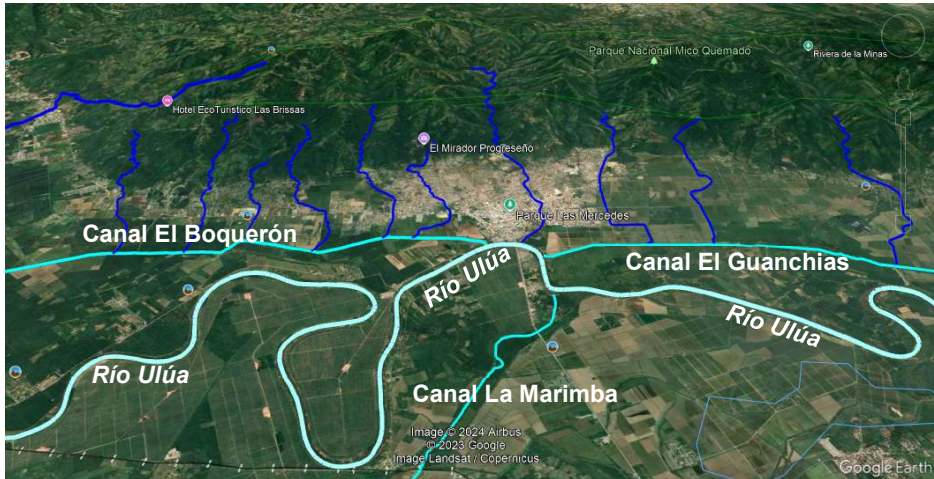 Parque Nacional Mico Quemado
Rivera de la Minas
Hotel EcoTuristico Las Brissas
El Mirador Progreseño
Parque Las Mercedes
Canal El Boquerón
Canal El Guanchias
Río Ulúa
Río Ulúa
Río Ulúa
Canal La Marimba
Image © 2024 Airbus
© 2023 Google
Image Landsat / Copernicus
Google Earth